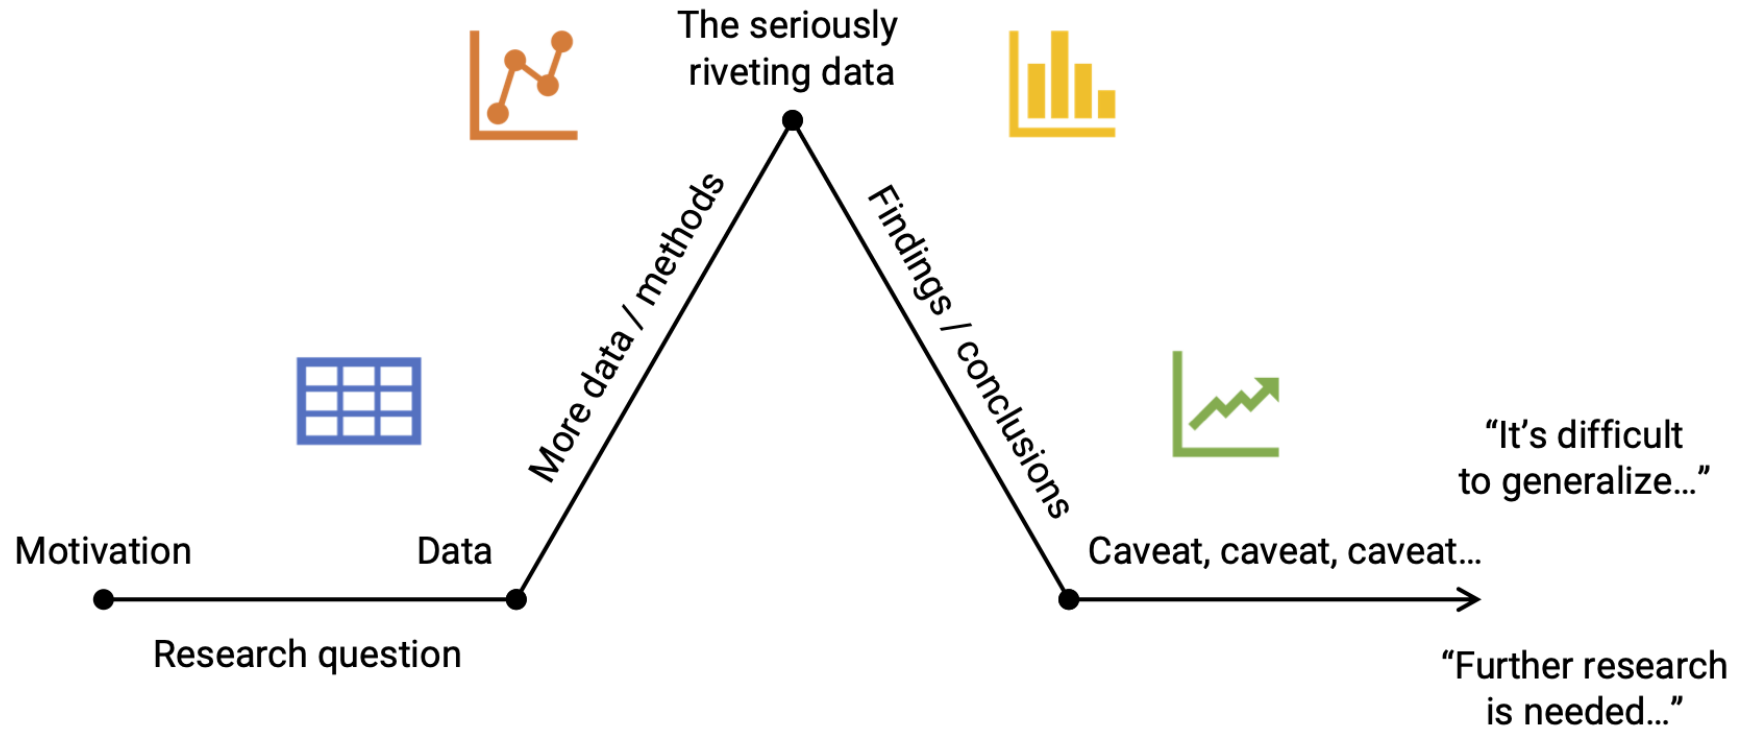 The seriously
riveting data
More data / methods
Findings / conclusions
“It’s difficult
to generalize…”
Motivation
Data
Caveat, caveat, caveat…
Research question
“Further research
is needed…”